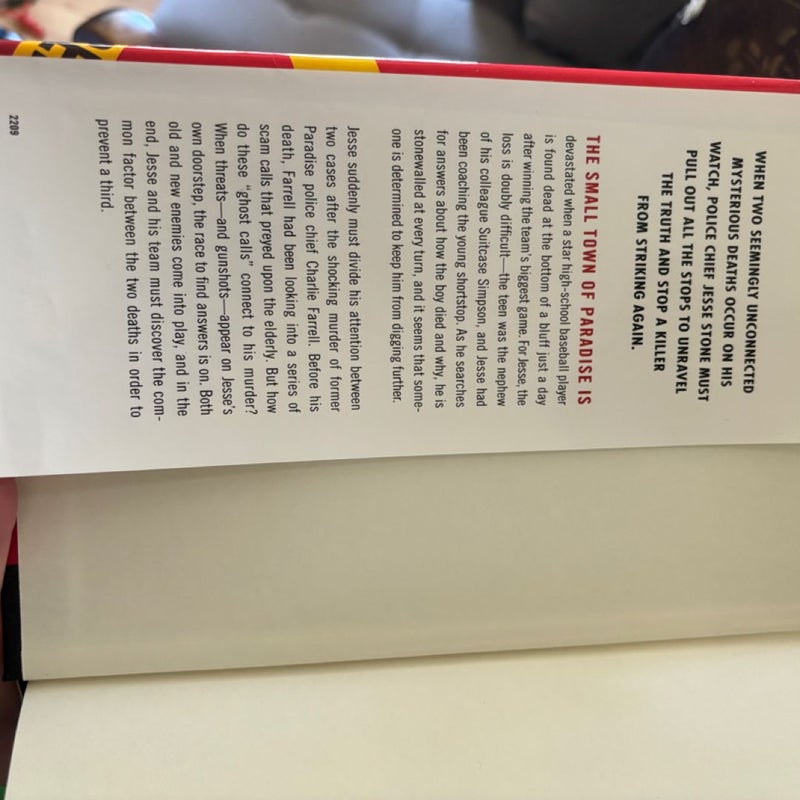 WHEN TWO SEEMINGLY UNCONNECTED
MYSTERIOUS DEATHS OCCUR ON HIS
WATCH, POLICE CHIEF JESSE STONE MUST
PULL OUT ALL THE STOPS TO UNRAVEL
THE TRUTH AND STOP A KILLER
FROM STRIKING AGAIN.
THE SMALL TOWN OF PARADISE IS
devastated when a star high-school baseball player
is found dead at the bottom of a bluff just a day
after winning the team's biggest game. For Jesse, the
loss is doubly difficult—the teen was the nephew
of his colleague Suitcase Simpson, and Jesse had
been coaching the young shortstop. As he searches
for answers about how the boy died and why, he is
stonewalled at every turn, and it seems that some-
one is determined to keep him from digging further.
Jesse suddenly must divide his attention between
two cases after the shocking murder of former
Paradise police chief Charlie Farrell. Before his
death, Farrell had been looking into a series of
scam calls that preyed upon the elderly. But how
do these "ghost calls" connect to his murder?
When threats—and gunshots—appear on Jesse's
own doorstep, the race to find answers is on. Both
old and new enemies come into play, and in the
end, Jesse and his team must discover the com-
mon factor between the two deaths in order to
prevent a third.
2209